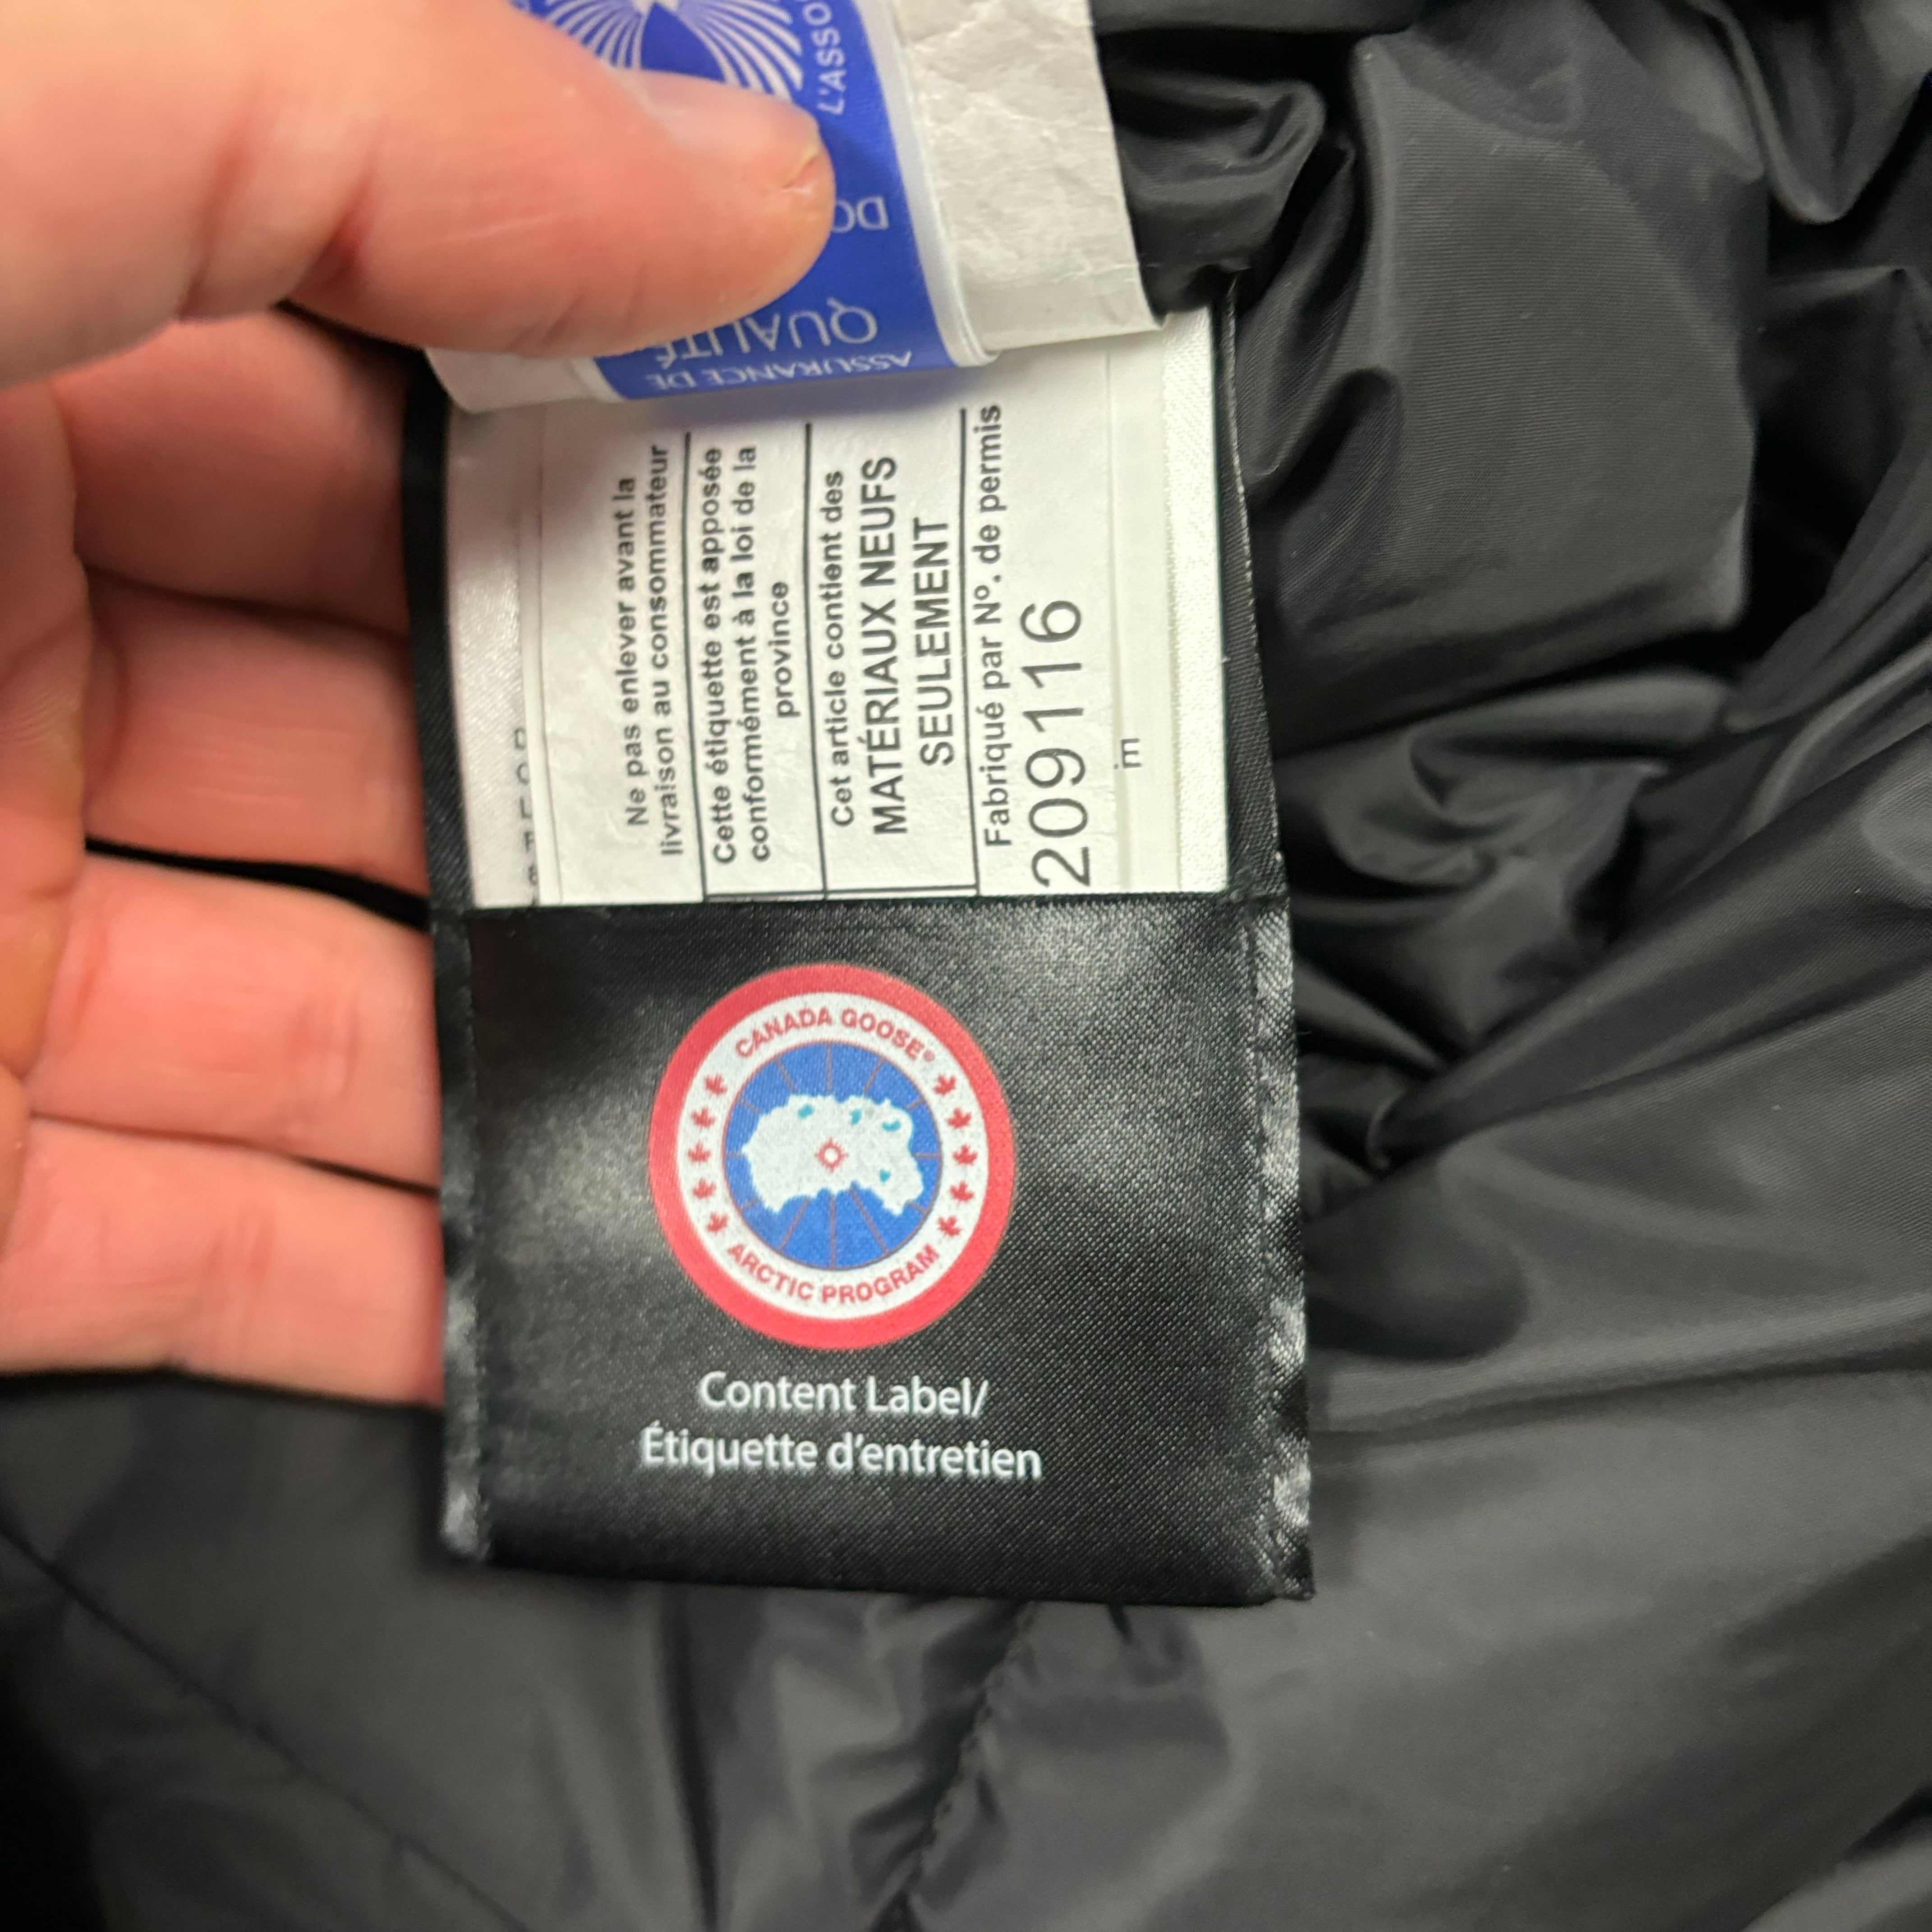 L'ASSO
DO
QUALITÉ
ASSURANCE DE
Ne pas enlever avant la
livraison au consommateur
Cette étiquette est apposée
conformément à la loi de la
province
Cet article contient des
MATÉRIAUX NEUFS
SEULEMENT
Fabriqué par Nº. de permis
209116
CANADA GOOSE®
ARCTIC PROGRAM
Content Label/
Étiquette d'entretien